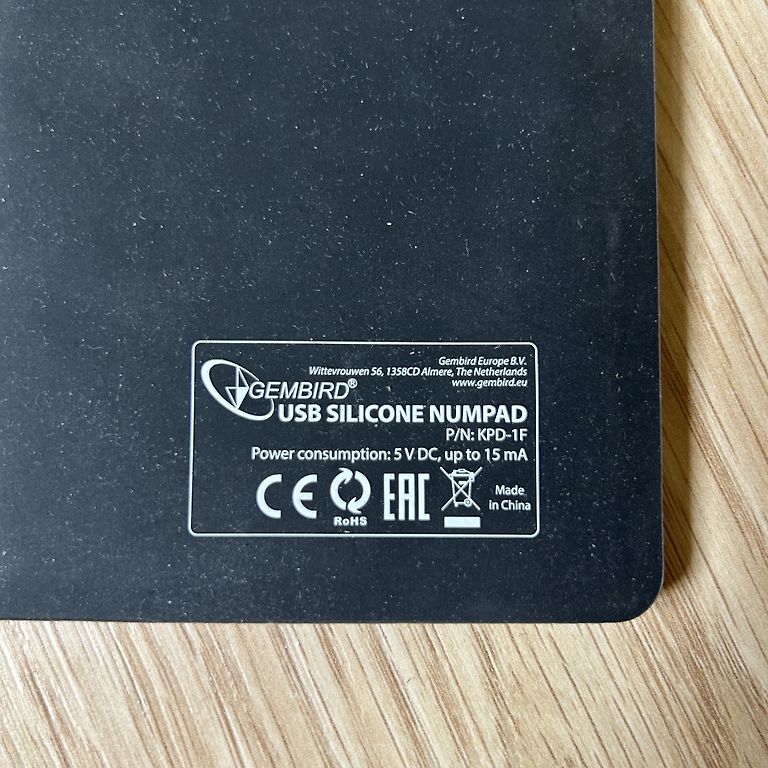 Gembird Europe B.V.
Wittevrouwen 56, 1358CD Almere, The Netherlands
www.gembird.eu
GEMBIRD®
USB SILICONE NUMPAD
P/N: KPD-1F
Power consumption: 5 V DC, up to 15 mA
CE RoHS EAC Made
in China